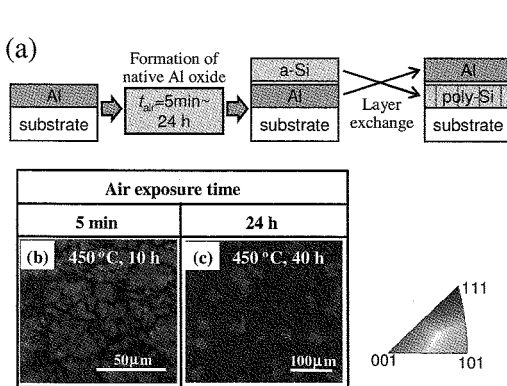 (a)
Formation of
native Al oxide
Al
substrate
t_air=5min~
24 h
a-Si
Al
substrate
Layer
exchange
Al
poly-Si
substrate
Air exposure time
5 min
24 h
(b) 450 °C, 10 h
50μm
(c) 450 °C, 40 h
100μm
111
001
101